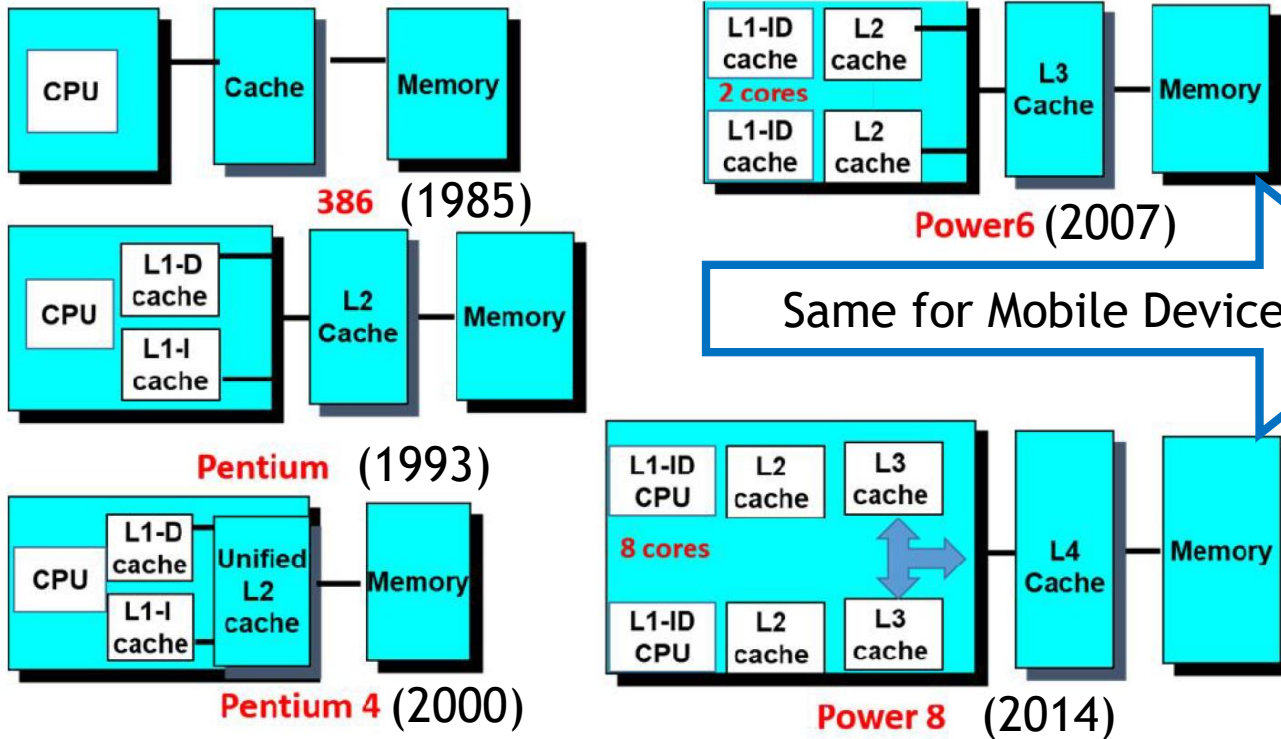 CPU
Cache
Memory
386 (1985)
CPU
L1-D
cache
L1-I
cache
L2
Cache
Memory
Pentium (1993)
CPU
L1-D
cache
L1-I
cache
Unified
L2
cache
Memory
Pentium 4 (2000)
L1-ID
cache
L2
cache
2 cores
L1-ID
cache
L2
cache
L3
Cache
Memory
Power6 (2007)
Same for Mobile Device
L1-ID
CPU
L2
cache
L3
cache
8 cores
L1-ID
CPU
L2
cache
L3
cache
L4
Cache
Memory
Power 8 (2014)